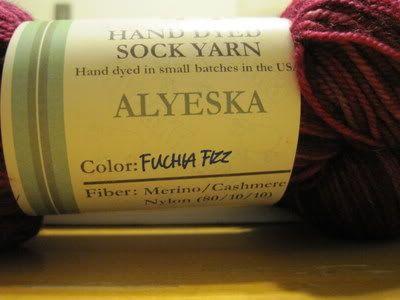 HAND DYED
SOCK YARN
Hand dyed in small batches in the US
ALYESKA
Color: FUCHIA FIZZ
Fiber: Merino/Cashmere
Nylon (80/10/10)